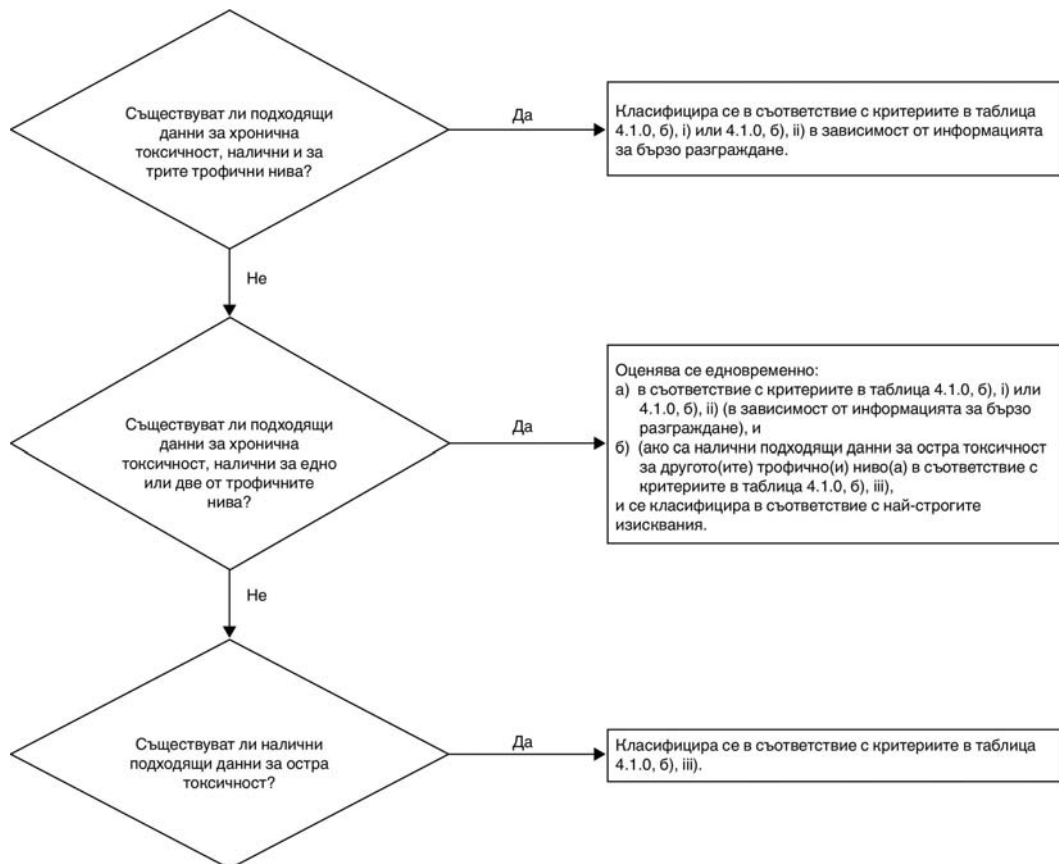 Съществуват ли подходящи
данни за хронична
токсичност, налични и за
трите трофични нива?
Да
Класифицира се в съответствие с критериите в таблица
4.1.0, б), i) или 4.1.0, б), ii) в зависимост от информацията
за бързо разграждане.
Не
Съществуват ли подходящи
данни за хронична
токсичност, налични за едно
или две от трофичните
нива?
Да
Оценява се едновременно:
а) в съответствие с критериите в таблица 4.1.0, б), i) или
4.1.0, б), ii) (в зависимост от информацията за бързо
разграждане), и
б) (ако са налични подходящи данни за остра токсичност
за другото(ите) трофично(и) ниво(а) в съответствие с
критериите в таблица 4.1.0, б), iii),
и се класифицира в съответствие с най-строгите
изисквания.
Не
Съществуват ли налични
подходящи данни за остра
токсичност?
Да
Класифицира се в съответствие с критериите в таблица
4.1.0, б), iii).